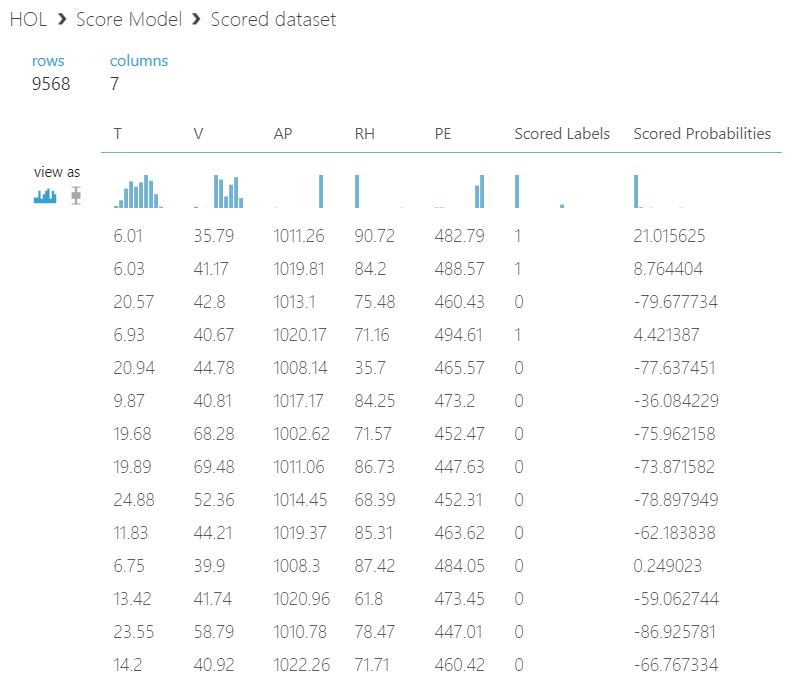 HOL > Score Model > Scored dataset
rows columns
9568 7
T V AP RH PE Scored Labels Scored Probabilities
view as
6.01 35.79 1011.26 90.72 482.79 1 21.015625
6.03 41.17 1019.81 84.2 488.57 1 8.764404
20.57 42.8 1013.1 75.48 460.43 0 -79.677734
6.93 40.67 1020.17 71.16 494.61 1 4.421387
20.94 44.78 1008.14 35.7 465.57 0 -77.637451
9.87 40.81 1017.17 84.25 473.2 0 -36.084229
19.68 68.28 1002.62 71.57 452.47 0 -75.962158
19.89 69.48 1011.06 86.73 447.63 0 -73.871582
24.88 52.36 1014.45 68.39 452.31 0 -78.897949
11.83 44.21 1019.37 85.31 463.62 0 -62.183838
6.75 39.9 1008.3 87.42 484.05 0 0.249023
13.42 41.74 1020.96 61.8 473.45 0 -59.062744
23.55 58.79 1010.78 78.47 447.01 0 -86.925781
14.2 40.92 1022.26 71.71 460.42 0 -66.767334